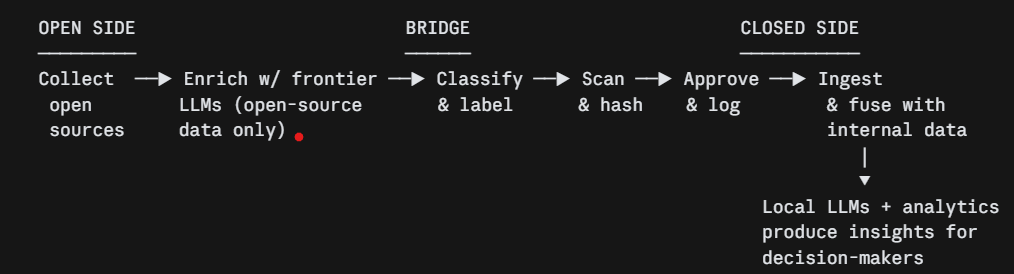 OPEN SIDE BRIDGE CLOSED SIDE
Collect ──▶ Enrich w/ frontier ──▶ Classify ──▶ Scan ──▶ Approve ──▶ Ingest
open LLMs (open-source & label & hash & log & fuse with
sources data only) internal data
Local LLMs + analytics
produce insights for
decision-makers